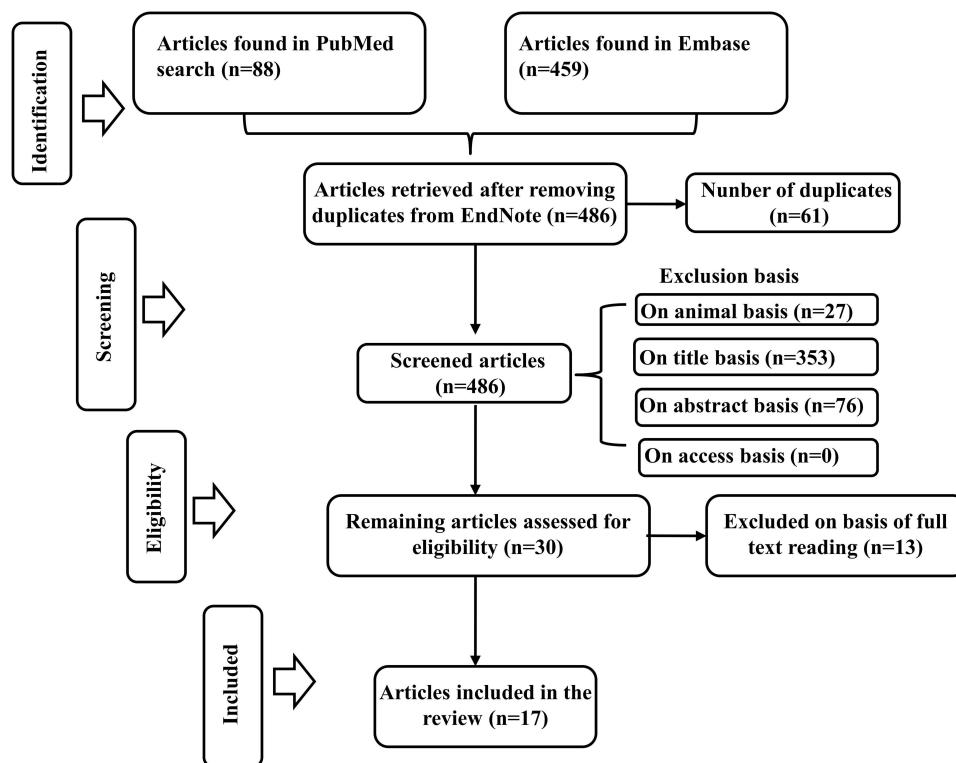 Identification
Articles found in PubMed
search (n=88)
Articles found in Embase
(n=459)
Articles retrieved after removing
duplicates from EndNote (n=486)
Nunber of duplicates
(n=61)
Screening
Exclusion basis
On animal basis (n=27)
On title basis (n=353)
On abstract basis (n=76)
On access basis (n=0)
Screened articles
(n=486)
Eligibility
Remaining articles assessed for
eligibility (n=30)
Excluded on basis of full
text reading (n=13)
Included
Articles included in the
review (n=17)